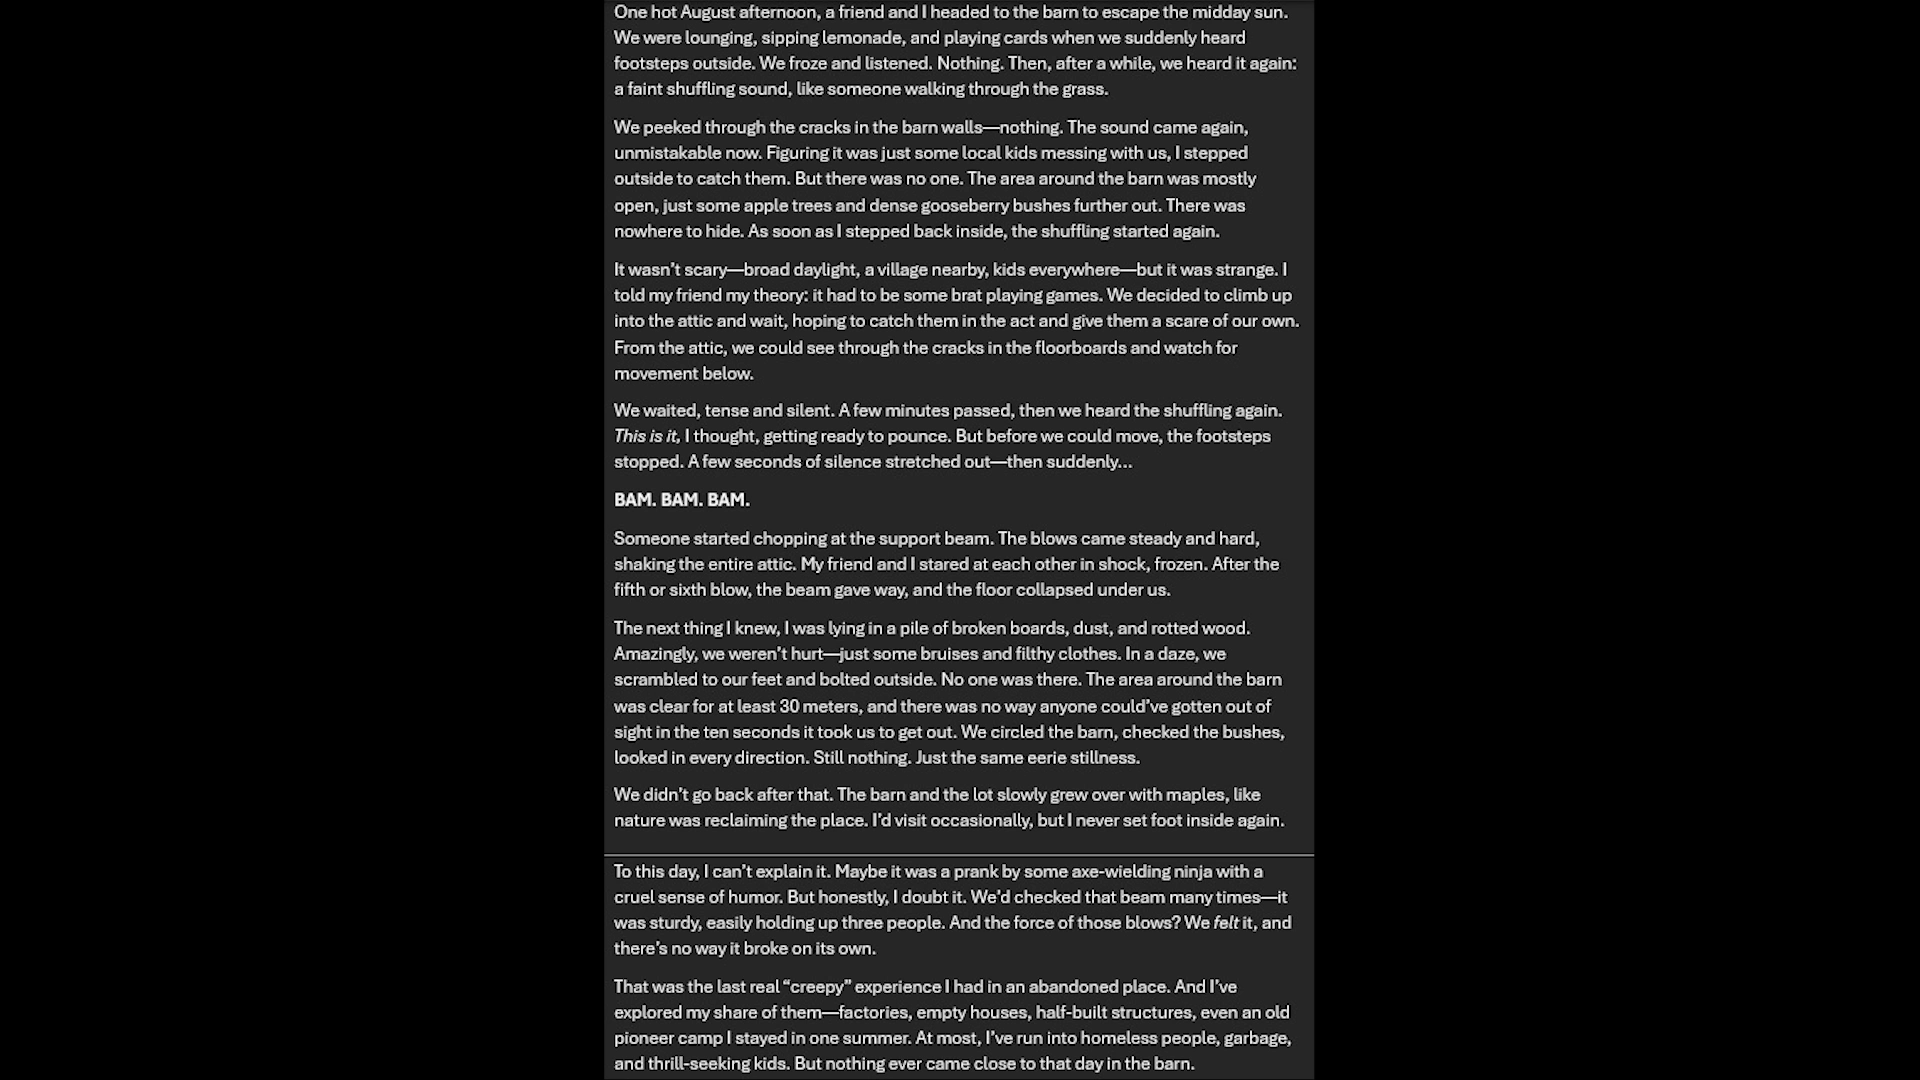 One hot August afternoon, a friend and I headed to the barn to escape the midday sun.
We were lounging, sipping lemonade, and playing cards when we suddenly heard
footsteps outside. We froze and listened. Nothing. Then, after a while, we heard it again:
a faint shuffling sound, like someone walking through the grass.
We peeked through the cracks in the barn walls—nothing. The sound came again,
unmistakable now. Figuring it was just some local kids messing with us, I stepped
outside to catch them. But there was no one. The area around the barn was mostly
open, just some apple trees and dense gooseberry bushes further out. There was
nowhere to hide. As soon as I stepped back inside, the shuffling started again.
It wasn’t scary—broad daylight, a village nearby, kids everywhere—but it was strange. I
told my friend my theory: it had to be some brat playing games. We decided to climb up
into the attic and wait, hoping to catch them in the act and give them a scare of our own.
From the attic, we could see through the cracks in the floorboards and watch for
movement below.
We waited, tense and silent. A few minutes passed, then we heard the shuffling again.
This is it, I thought, getting ready to pounce. But before we could move, the footsteps
stopped. A few seconds of silence stretched out—then suddenly...
BAM. BAM. BAM.
Someone started chopping at the support beam. The blows came steady and hard,
shaking the entire attic. My friend and I stared at each other in shock, frozen. After the
fifth or sixth blow, the beam gave way, and the floor collapsed under us.
The next thing I knew, I was lying in a pile of broken boards, dust, and rotted wood.
Amazingly, we weren’t hurt—just some bruises and filthy clothes. In a daze, we
scrambled to our feet and bolted outside. No one was there. The area around the barn
was clear for at least 30 meters, and there was no way anyone could’ve gotten out of
sight in the ten seconds it took us to get out. We circled the barn, checked the bushes,
looked in every direction. Still nothing. Just the same eerie stillness.
We didn’t go back after that. The barn and the lot slowly grew over with maples, like
nature was reclaiming the place. I’d visit occasionally, but I never set foot inside again.
To this day, I can’t explain it. Maybe it was a prank by some axe-wielding ninja with a
cruel sense of humor. But honestly, I doubt it. We’d checked that beam many times—it
was sturdy, easily holding up three people. And the force of those blows? We felt it, and
there’s no way it broke on its own.
That was the last real “creepy” experience I had in an abandoned place. And I’ve
explored my share of them—factories, empty houses, half-built structures, even an old
pioneer camp I stayed in one summer. At most, I’ve run into homeless people, garbage,
and thrill-seeking kids. But nothing ever came close to that day in the barn.